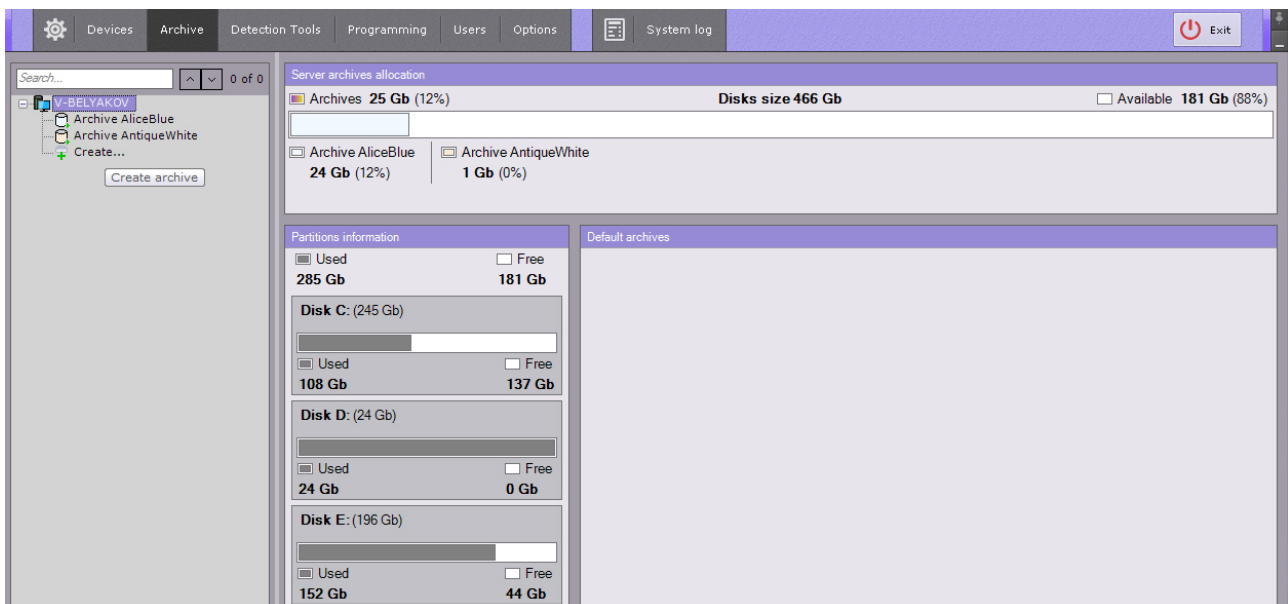 Devices Archive Detection Tools Programming Users Options System log Exit
Search... 0 of 0
V-BELYAKOV
Archive AliceBlue
Archive AntiqueWhite
Create...
Create archive
Server archives allocation
Archives 25 Gb (12%) Disks size 466 Gb Available 181 Gb (88%)
Archive AliceBlue Archive AntiqueWhite
24 Gb (12%) 1 Gb (0%)
Partitions information
Used Free
285 Gb 181 Gb
Disk C: (245 Gb)
Used Free
108 Gb 137 Gb
Disk D: (24 Gb)
Used Free
24 Gb 0 Gb
Disk E: (196 Gb)
Used Free
152 Gb 44 Gb
Default archives